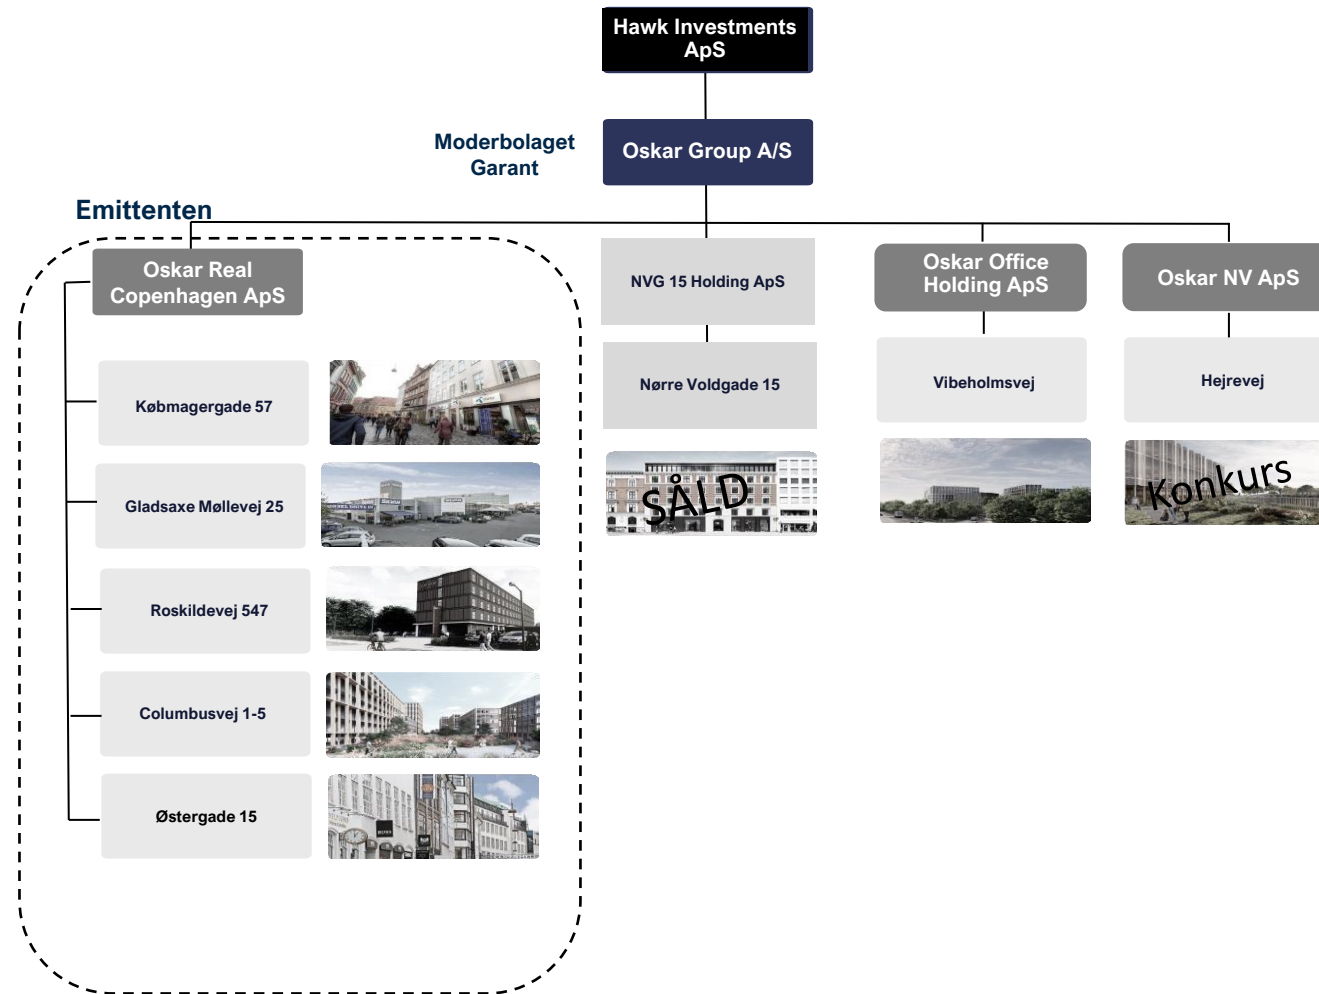 Hawk Investments
ApS
Moderbolaget
Garant
Oskar Group A/S
Emittenten
Oskar Real
Copenhagen ApS
NVG 15 Holding ApS
Oskar Office
Holding ApS
Oskar NV ApS
Købmagergade 57
Nørre Voldgade 15
Vibeholmsvej
Hejrevej
SÅLD
Konkurs
Gladsaxe Møllevej 25
Roskildevej 547
Columbusvej 1-5
Østergade 15